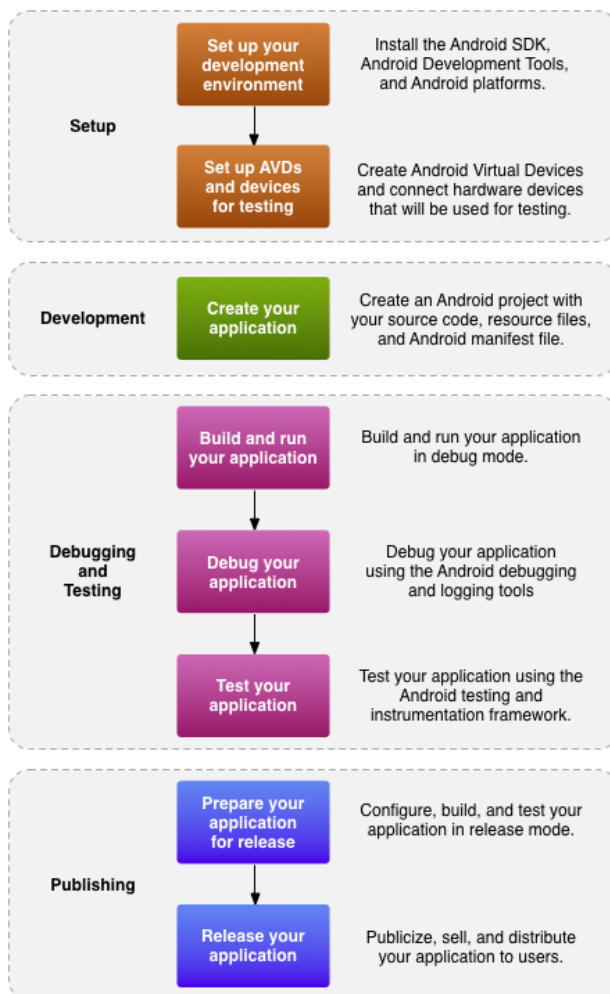 Setup
Set up your
development
environment
Install the Android SDK,
Android Development Tools,
and Android platforms.
Set up AVDs
and devices
for testing
Create Android Virtual Devices
and connect hardware devices
that will be used for testing.
Development
Create your
application
Create an Android project with
your source code, resource files,
and Android manifest file.
Debugging
and
Testing
Build and run
your application
Build and run your application
in debug mode.
Debug your
application
Debug your application
using the Android debugging
and logging tools
Test your
application
Test your application using the
Android testing and
instrumentation framework.
Publishing
Prepare your
application
for release
Configure, build, and test your
application in release mode.
Release your
application
Publicize, sell, and distribute
your application to users.